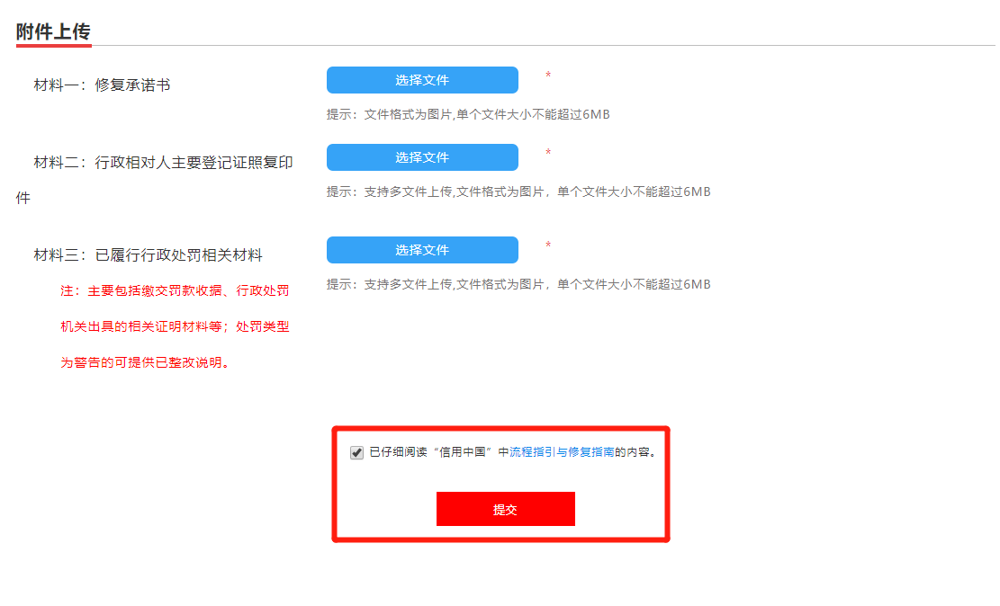 附件上传
材料一：修复承诺书
选择文件
*
提示：文件格式为图片,单个文件大小不能超过6MB
材料二：行政相对人主要登记证照复印
件
选择文件
*
提示：支持多文件上传,文件格式为图片，单个文件大小不能超过6MB
材料三：已履行行政处罚相关材料
注：主要包括缴交罚款收据、行政处罚
机关出具的相关证明材料等；处罚类型
为警告的可提供已整改说明。
选择文件
*
提示：支持多文件上传,文件格式为图片，单个文件大小不能超过6MB
已仔细阅读“信用中国”中流程指引与修复指南的内容。
提交